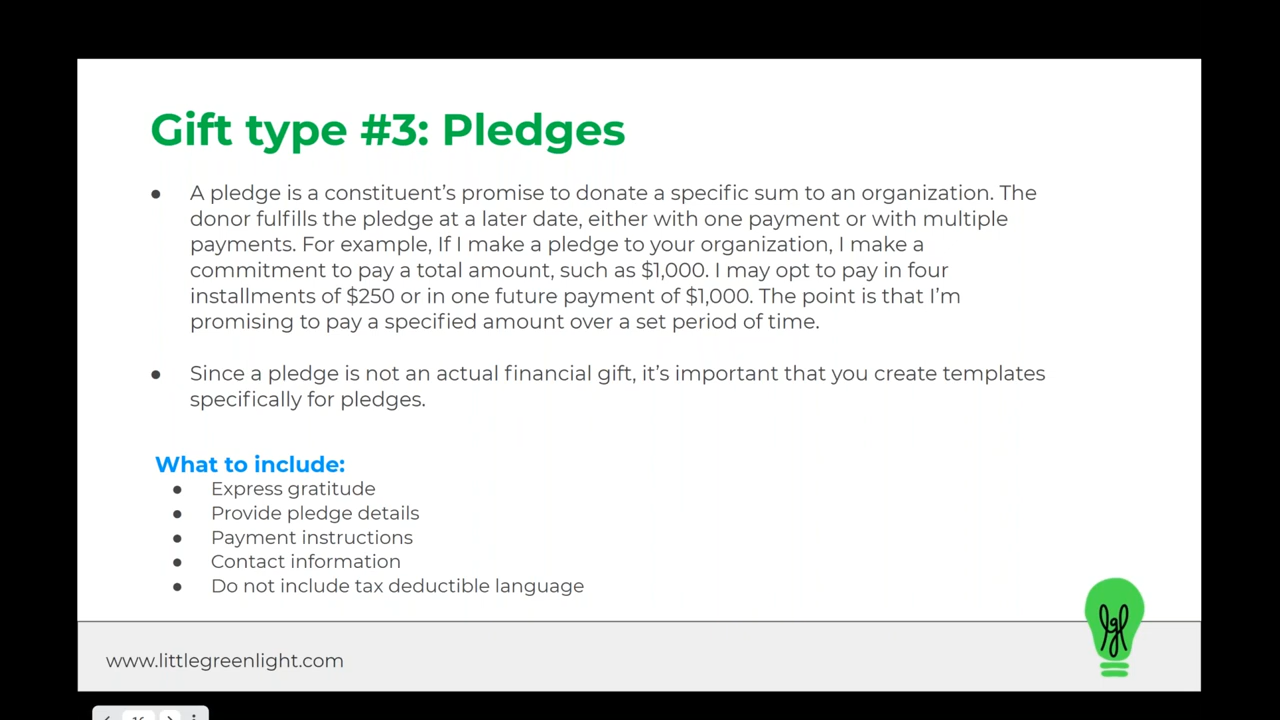 Gift type #3: Pledges
● A pledge is a constituent’s promise to donate a specific sum to an organization. The
donor fulfills the pledge at a later date, either with one payment or with multiple
payments. For example, If I make a pledge to your organization, I make a
commitment to pay a total amount, such as $1,000. I may opt to pay in four
installments of $250 or in one future payment of $1,000. The point is that I’m
promising to pay a specified amount over a set period of time.
● Since a pledge is not an actual financial gift, it’s important that you create templates
specifically for pledges.
What to include:
● Express gratitude
● Provide pledge details
● Payment instructions
● Contact information
● Do not include tax deductible language
lgl
www.littlegreenlight.com